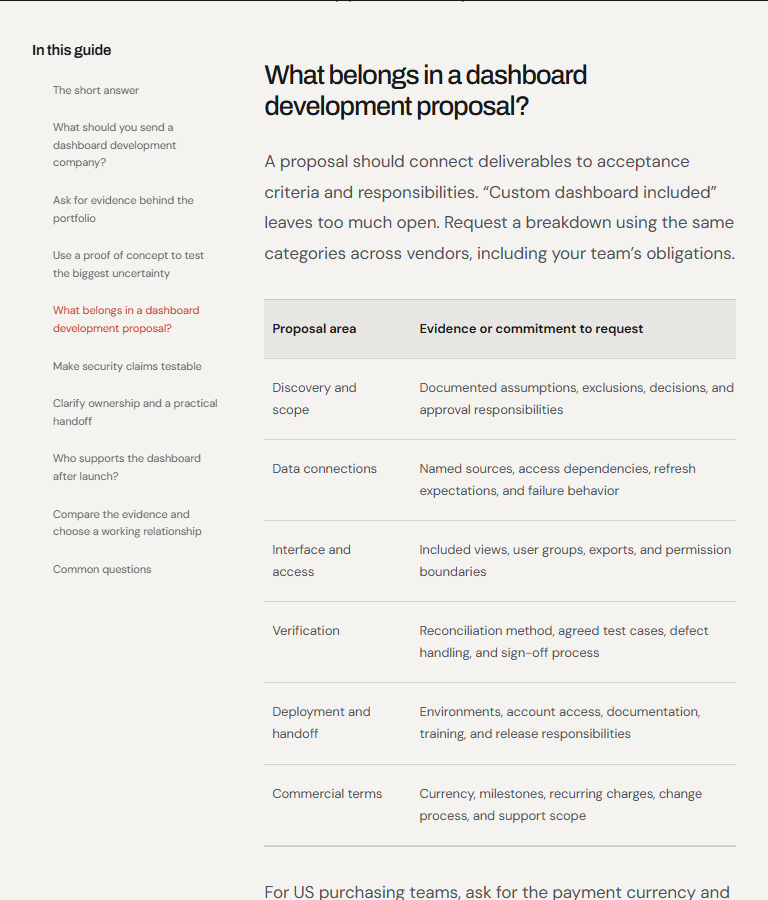 In this guide
The short answer
What should you send a
dashboard development
company?
Ask for evidence behind the
portfolio
Use a proof of concept to test
the biggest uncertainty
What belongs in a dashboard
development proposal?
Make security claims testable
Clarify ownership and a practical
handoff
Who supports the dashboard
after launch?
Compare the evidence and
choose a working relationship
Common questions
What belongs in a dashboard
development proposal?
A proposal should connect deliverables to acceptance
criteria and responsibilities. “Custom dashboard included”
leaves too much open. Request a breakdown using the same
categories across vendors, including your team’s obligations.
Proposal area
Evidence or commitment to request
Discovery and
scope
Documented assumptions, exclusions, decisions, and
approval responsibilities
Data connections
Named sources, access dependencies, refresh
expectations, and failure behavior
Interface and
access
Included views, user groups, exports, and permission
boundaries
Verification
Reconciliation method, agreed test cases, defect
handling, and sign-off process
Deployment and
handoff
Environments, account access, documentation,
training, and release responsibilities
Commercial terms
Currency, milestones, recurring charges, change
process, and support scope
For US purchasing teams, ask for the payment currency and